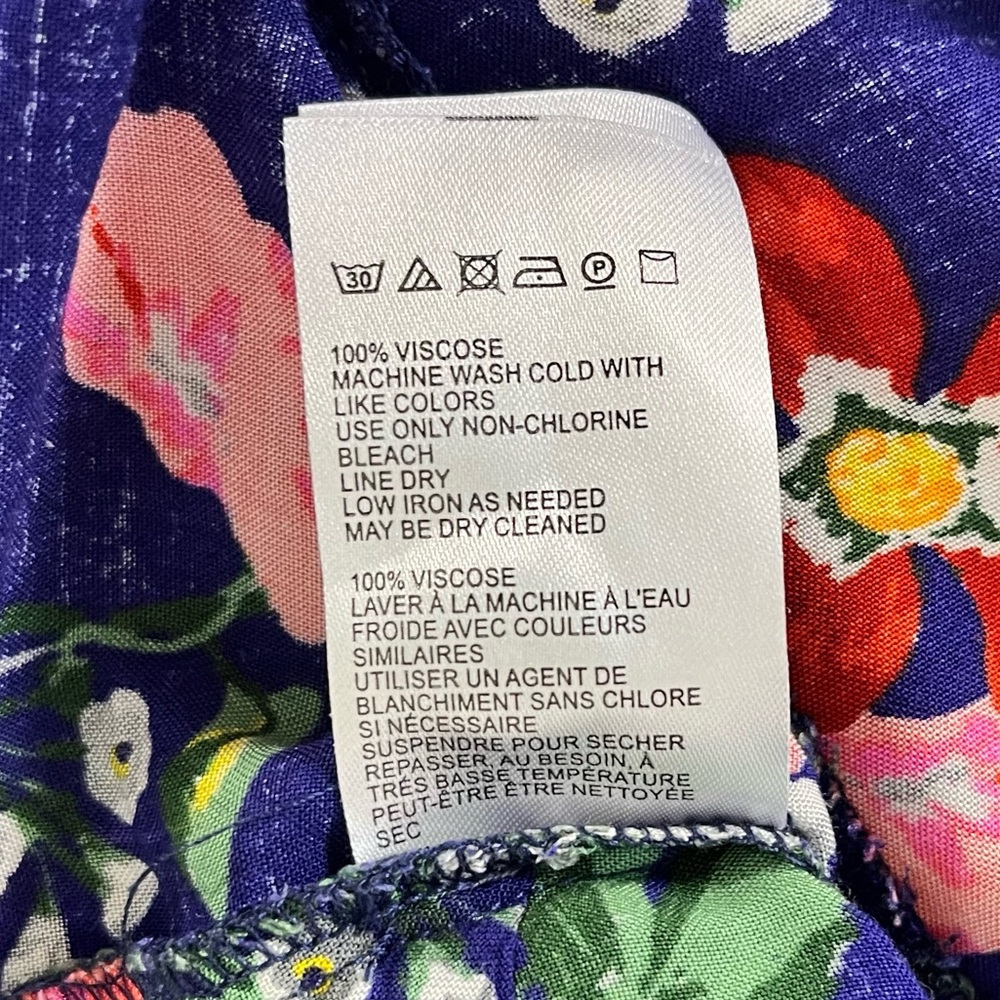 30 P
100% VISCOSE
MACHINE WASH COLD WITH
LIKE COLORS
USE ONLY NON-CHLORINE
BLEACH
LINE DRY
LOW IRON AS NEEDED
MAY BE DRY CLEANED
100% VISCOSE
LAVER À LA MACHINE À L'EAU
FROIDE AVEC COULEURS
SIMILAIRES
UTILISER UN AGENT DE
BLANCHIMENT SANS CHLORE
SI NÉCESSAIRE
SUSPENDRE POUR SECHER
REPASSER, AU BESOIN, À
TRÉS BASSE TEMPÉRATURE
PEUT-ÊTRE ÊTRE NETTOYÉE
SEC